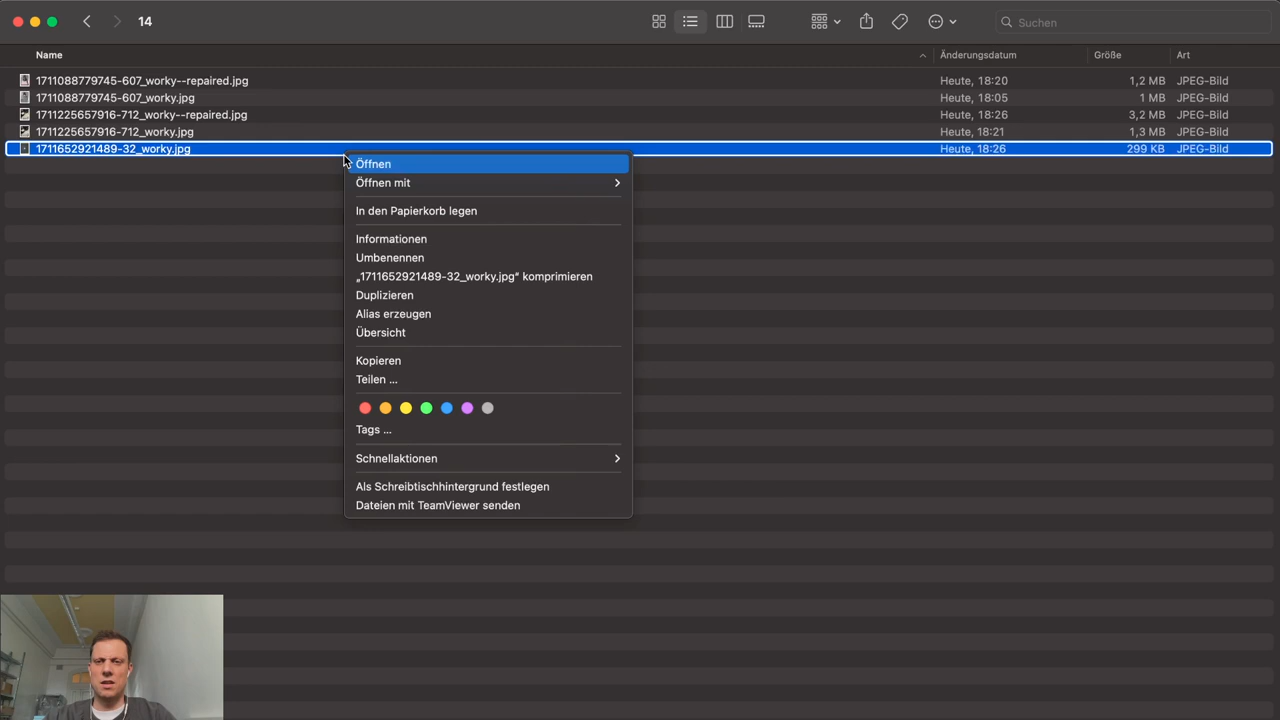 14
Suchen
Name Änderungsdatum Größe Art
1711088779745-607_worky--repaired.jpg Heute, 18:20 1,2 MB JPEG-Bild
1711088779745-607_worky.jpg Heute, 18:05 1 MB JPEG-Bild
1711225657916-712_worky--repaired.jpg Heute, 18:26 3,2 MB JPEG-Bild
1711225657916-712_worky.jpg Heute, 18:21 1,3 MB JPEG-Bild
1711652921489-32_worky.jpg Heute, 18:26 299 KB JPEG-Bild
Öffnen
Öffnen mit
In den Papierkorb legen
Informationen
Umbenennen
„1711652921489-32_worky.jpg“ komprimieren
Duplizieren
Alias erzeugen
Übersicht
Kopieren
Teilen ...
Tags ...
Schnellaktionen
Als Schreibtischhintergrund festlegen
Dateien mit TeamViewer senden